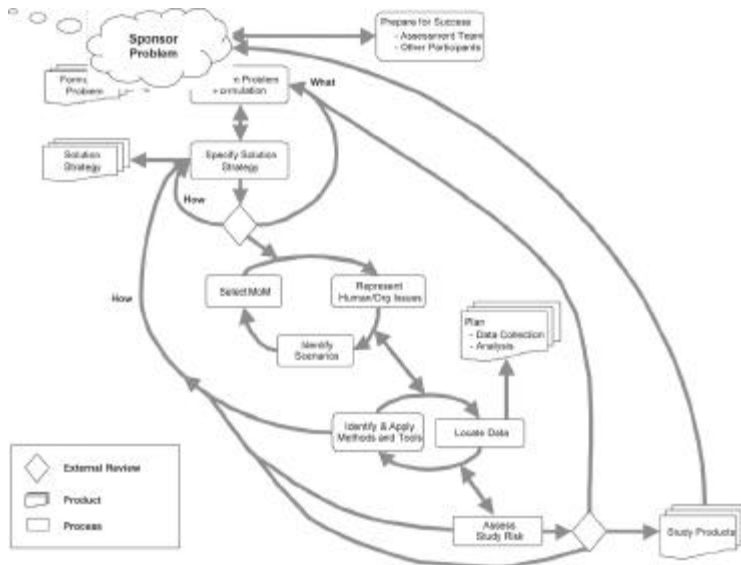 Sponsor
Problem
Prepare for Success
- Assessment Team
- Other Participants
Problem
Problem
What
Solution
Strategy
Specify Solution
Strategy
How
How
Select MoM
Represent
Human/Org Issues
Identify
Scenarios
Plan
- Data Collection
- Analysis
Identify & Apply
Methods and Tools
Locate Data
Assess
Study Risk
Study Products
External Review
Product
Process